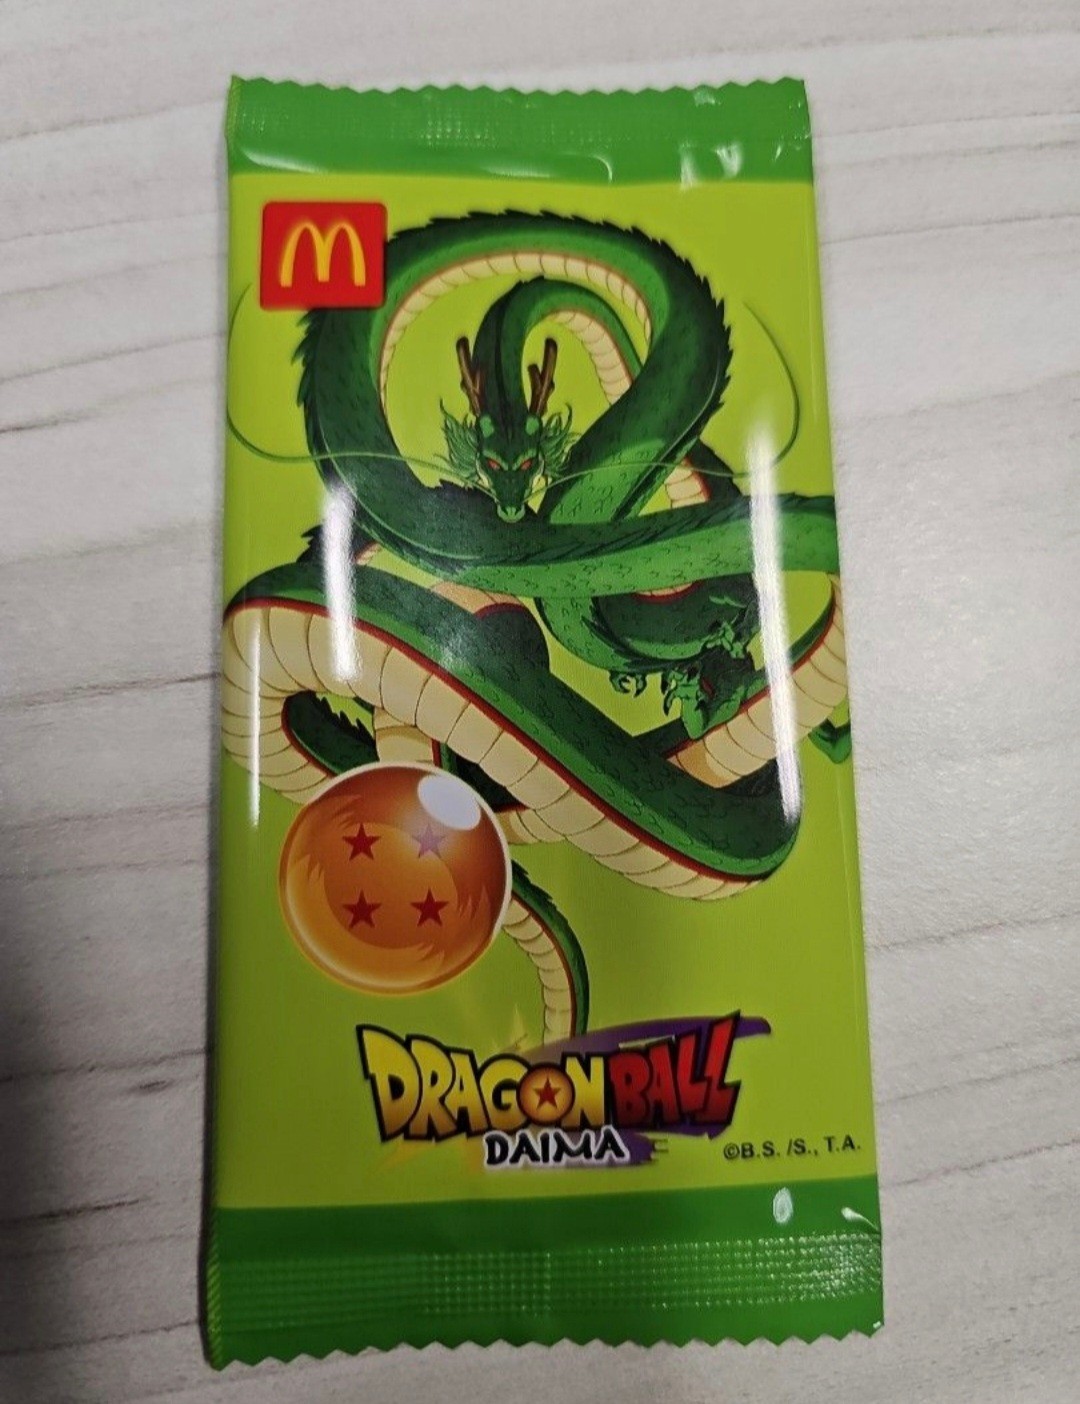 M
DRAGON BALL
DAIMA
©B.S. /S., T.A.